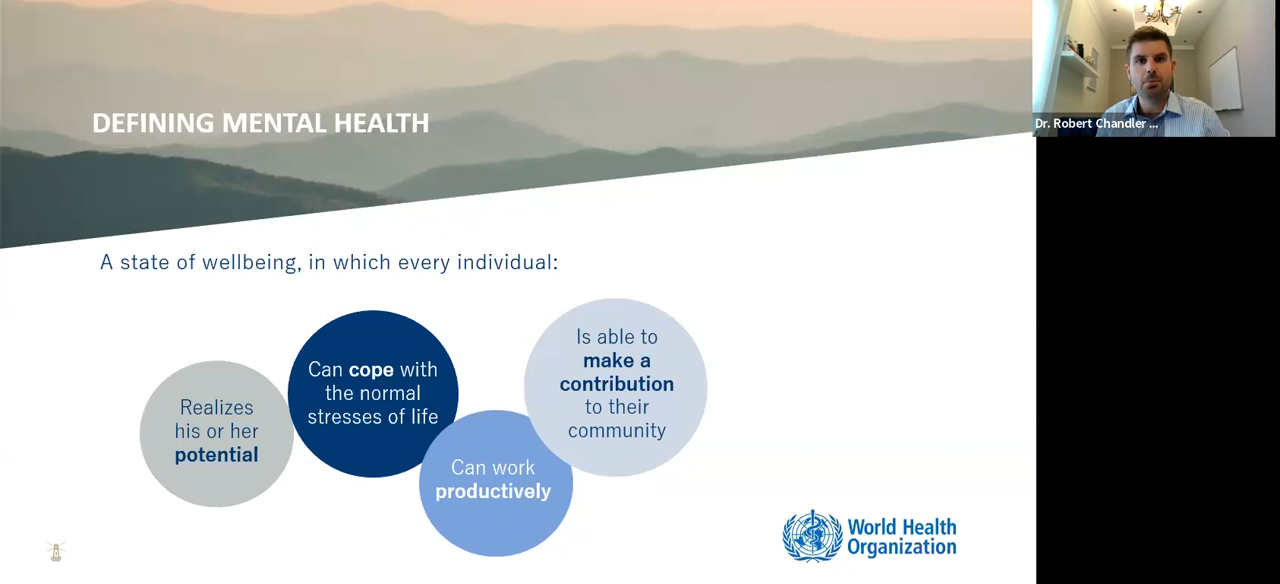 DEFINING MENTAL HEALTH
Dr. Robert Chandler ...
A state of wellbeing, in which every individual:
Realizes
his or her
potential
Can cope with
the normal
stresses of life
Can work
productively
Is able to
make a
contribution
to their
community
World Health
Organization